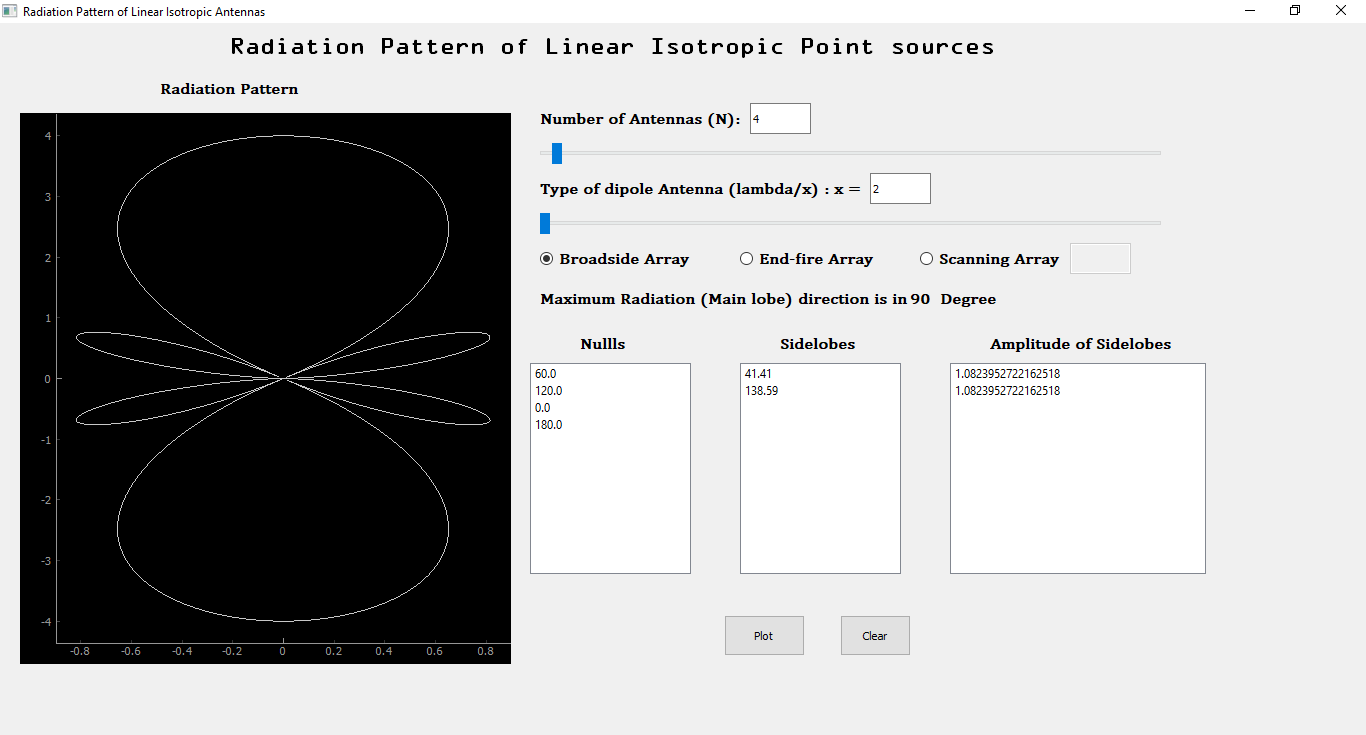 Radiation Pattern of Linear Isotropic Antennas
Radiation Pattern of Linear Isotropic Point sources
Radiation Pattern
4
3
2
1
0
-1
-2
-3
-4
-0.8 -0.6 -0.4 -0.2 0 0.2 0.4 0.6 0.8
Number of Antennas (N): 4
Type of dipole Antenna (lambda/x) : x = 2
Broadside Array End-fire Array Scanning Array
Maximum Radiation (Main lobe) direction is in 90 Degree
Nullls Sidelobes Amplitude of Sidelobes
60.0 41.41 1.0823952722162518
120.0 138.59 1.0823952722162518
0.0
180.0
Plot Clear